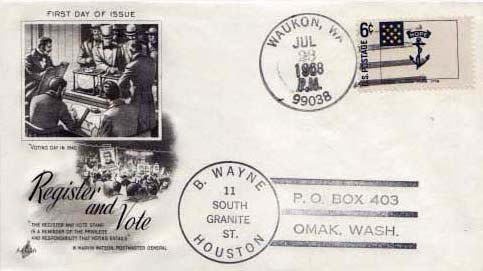 FIRST DAY OF ISSUE
"VOTING DAY IN
Register
and
Vote
"THE REGISTER AND VOTE STAMP
IS A REMINDER OF THE PRIVILEGE
AND RESPONSIBILITY THAT VOTING ENTAILS"
W. MARVIN WATSON, POSTMASTER GENERAL
WAUKON, WA
JUL
1968
P.M.
99038
6¢
U.S. POSTAGE
HOPE
B. WAYNE
11
SOUTH
GRANITE
ST.
HOUSTON
P. O. BOX 403
OMAK, WASH.